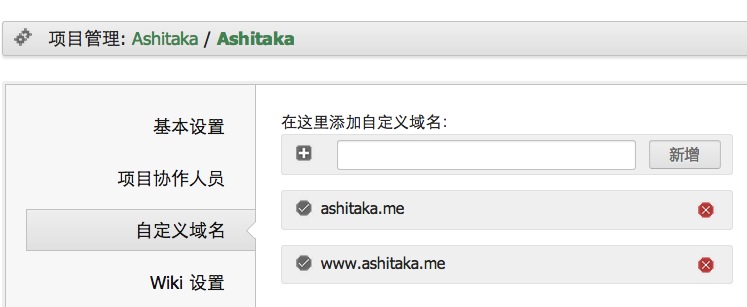 项目管理: Ashitaka / Ashitaka
基本设置
项目协作人员
自定义域名
Wiki 设置
在这里添加自定义域名:
新增
ashitaka.me
www.ashitaka.me